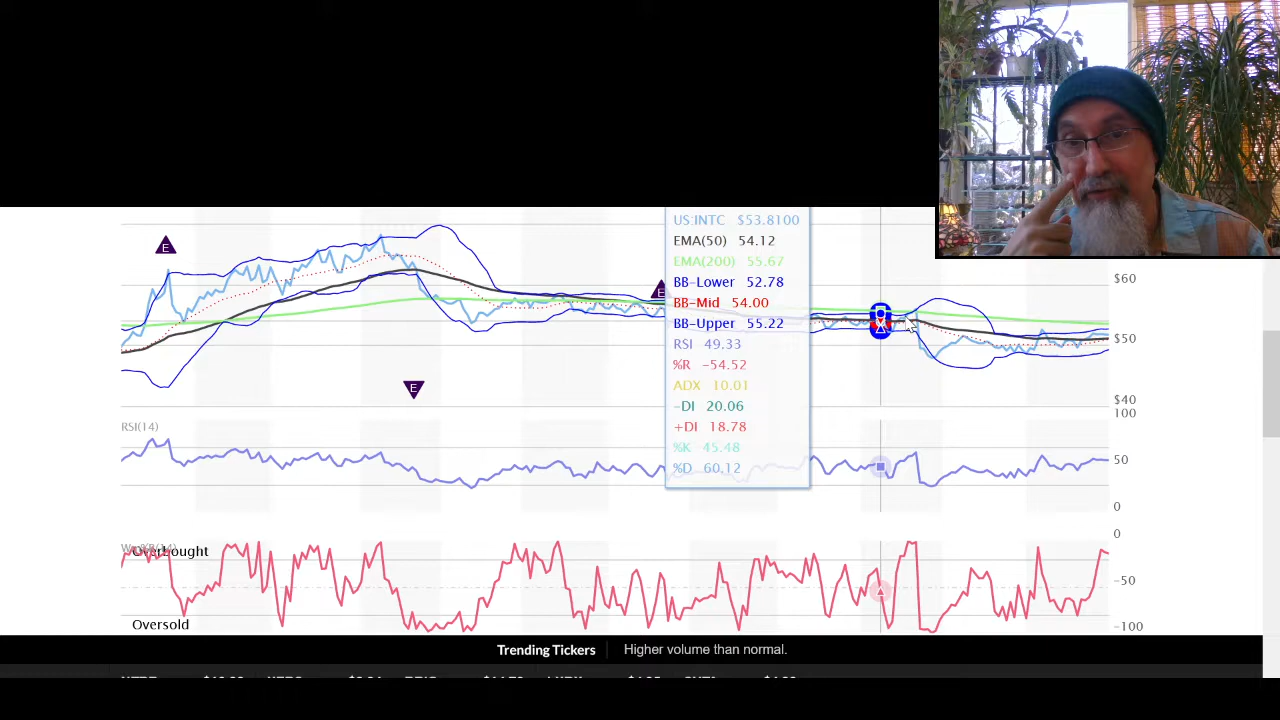 E
E
E
US:INTC $53.8100
EMA(50) 54.12
EMA(200) 55.67
BB-Lower 52.78
BB-Mid 54.00
BB-Upper 55.22
RSI 49.33
%R -54.52
ADX 10.01
-DI 20.06
+DI 18.78
%K 45.48
%D 60.12
$60
$50
$40
100
RSI(14)
50
0
0
Overbought
-50
Oversold
-100
Trending Tickers
Higher volume than normal.